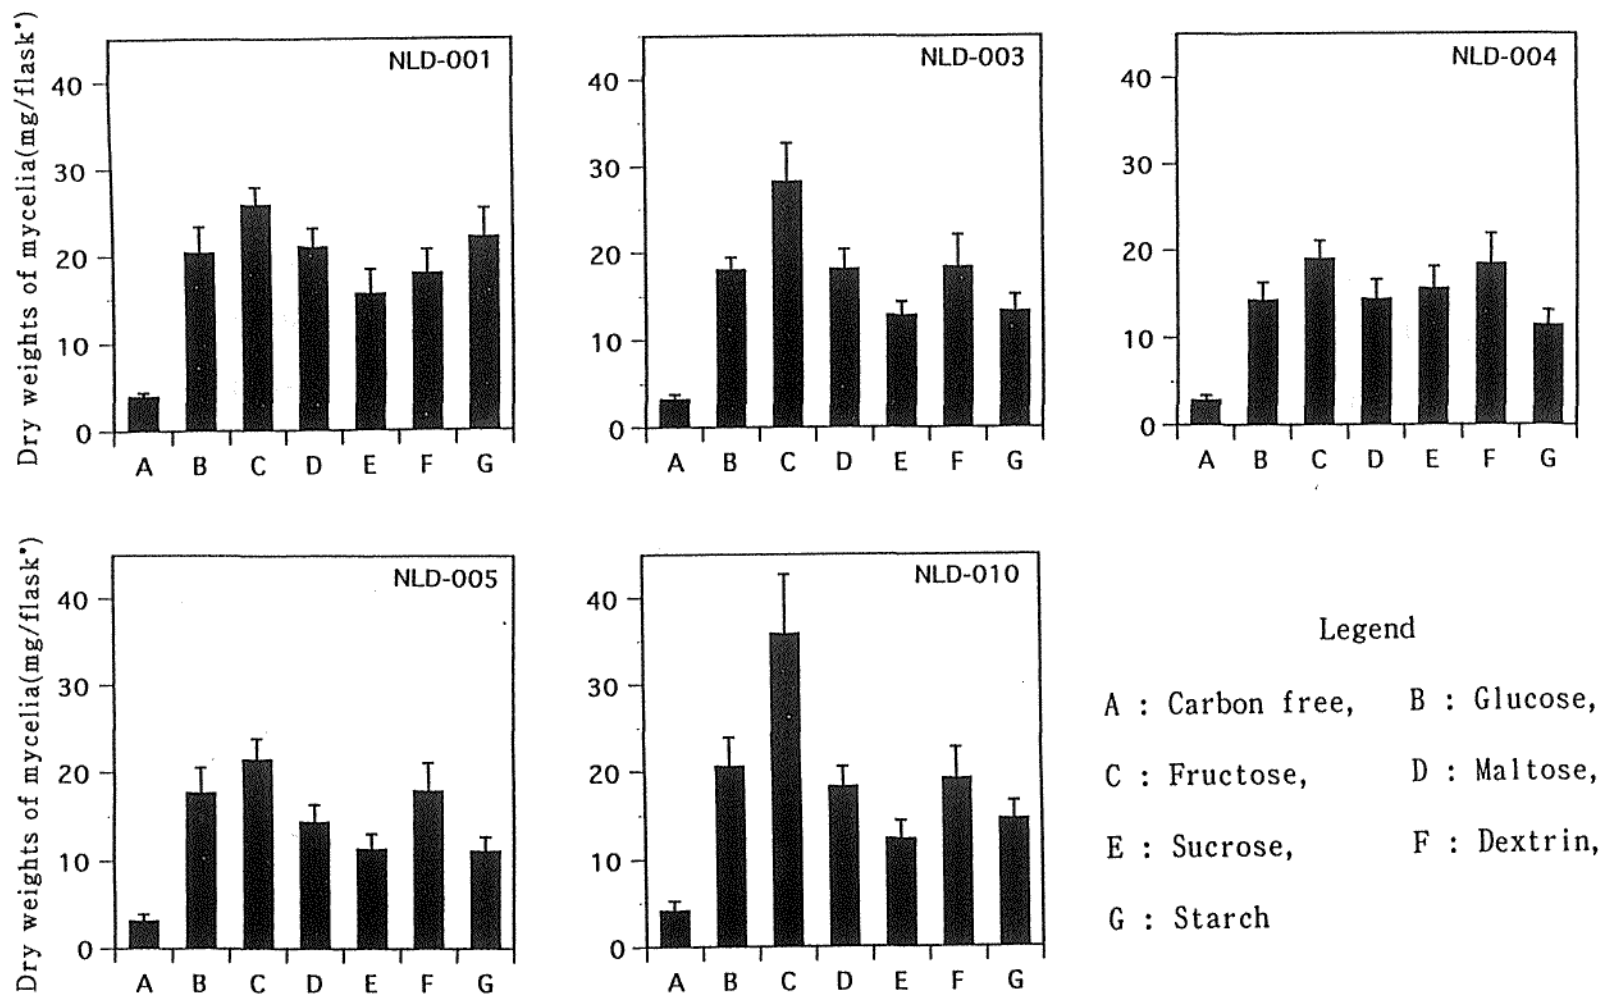 Dry weights of mycelia(mg/flask*)
NLD-001
40
30
20
10
0
A B C D E F G
NLD-003
40
30
20
10
0
A B C D E F G
NLD-004
40
30
20
10
0
A B C D E F G
Dry weights of mycelia(mg/flask*)
NLD-005
40
30
20
10
0
A B C D E F G
NLD-010
40
30
20
10
0
A B C D E F G
Legend
A : Carbon free, B : Glucose,
C : Fructose, D : Maltose,
E : Sucrose, F : Dextrin,
G : Starch